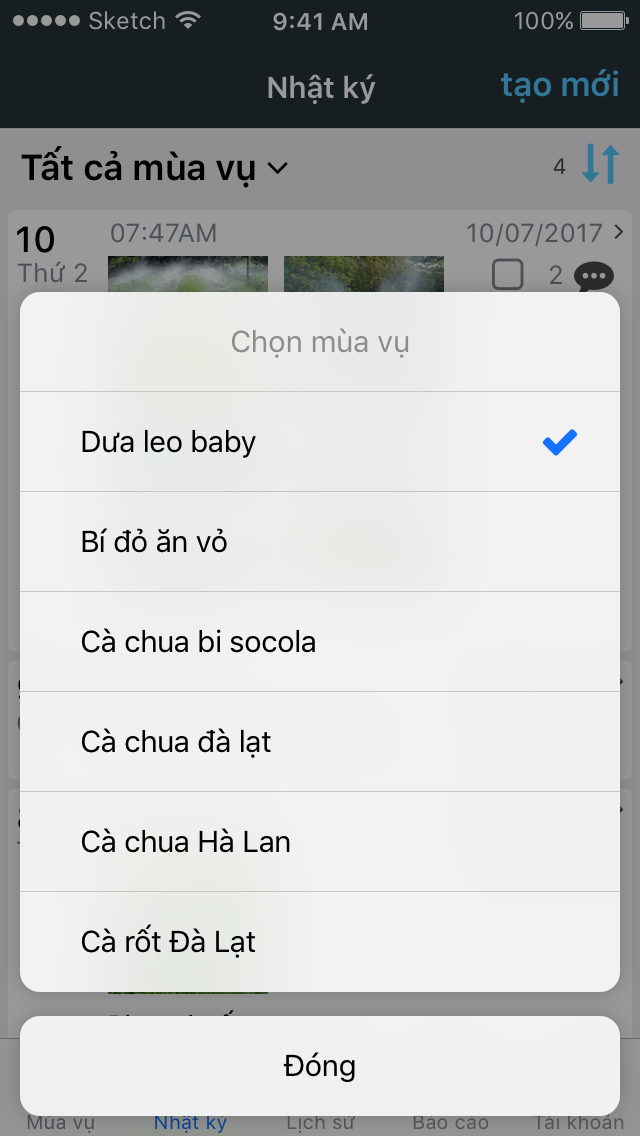 Sketch 9:41 AM 100%
Nhật ký tạo mới
Tất cả mùa vụ 4
10 07:47AM 10/07/2017
Thứ 2 2
Chọn mùa vụ
Dưa leo baby
Bí đỏ ăn vỏ
Cà chua bi socola
Cà chua đà lạt
Cà chua Hà Lan
Cà rốt Đà Lạt
Đóng
Mùa vụ Nhật ký Lịch sử Báo cáo Tài khoản